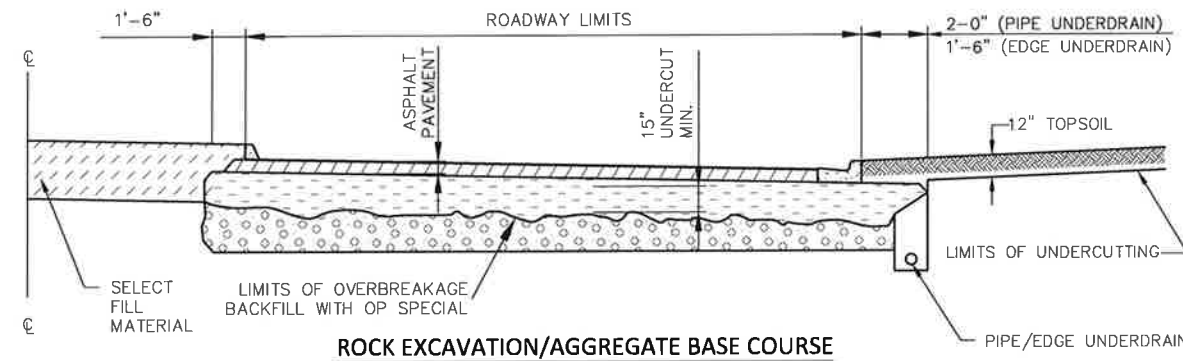 1'-6"
ROADWAY LIMITS
2-0" (PIPE UNDERDRAIN)
1'-6" (EDGE UNDERDRAIN)
℄
ASPHALT
PAVEMENT
15"
UNDERCUT
MIN.
12" TOPSOIL
SELECT
FILL
MATERIAL
LIMITS OF OVERBREAKAGE
BACKFILL WITH OP SPECIAL
LIMITS OF UNDERCUTTING
℄
PIPE/EDGE UNDERDRAIN
ROCK EXCAVATION/AGGREGATE BASE COURSE